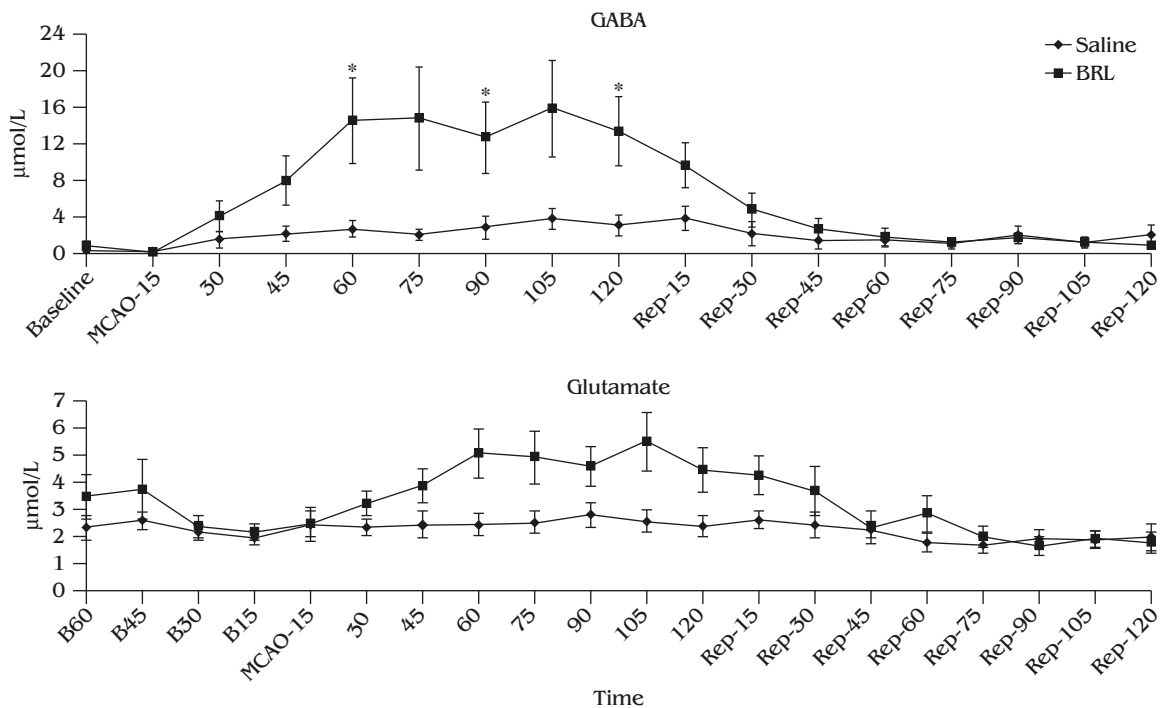 GABA
Saline
BRL
µmol/L
24
20
16
12
8
4
0
*
*
*
Baseline
MCAO-15
30
45
60
75
90
105
120
Rep-15
Rep-30
Rep-45
Rep-60
Rep-75
Rep-90
Rep-105
Rep-120
Glutamate
µmol/L
7
6
5
4
3
2
1
0
B60
B45
B30
B15
MCAO-15
30
45
60
75
90
105
120
Rep-15
Rep-30
Rep-45
Rep-60
Rep-75
Rep-90
Rep-105
Rep-120
Time